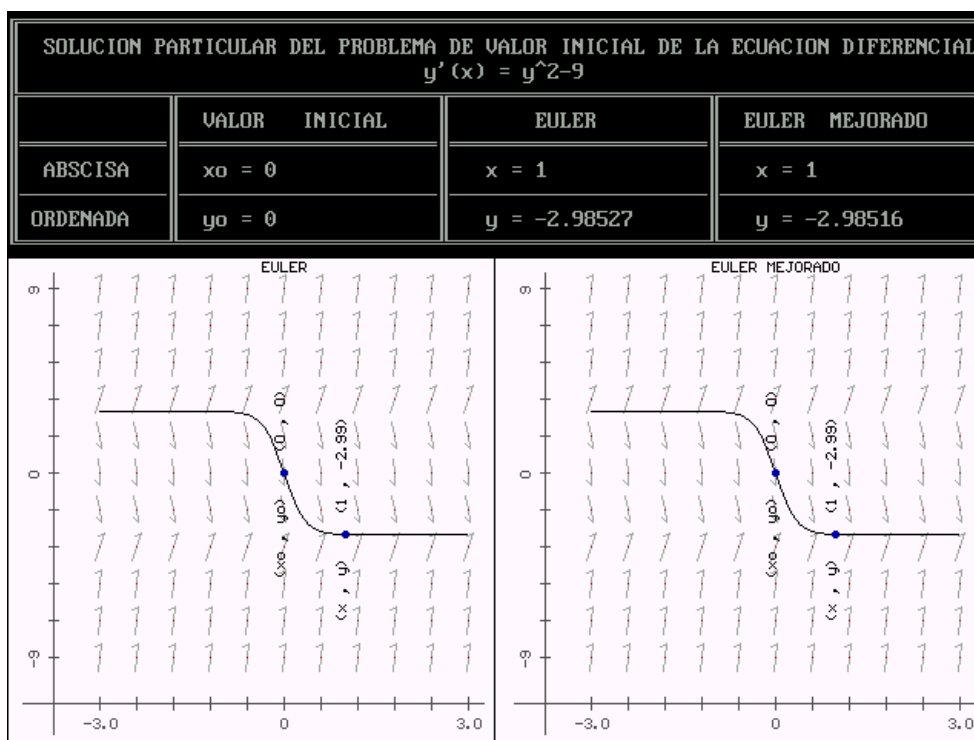 SOLUCION PARTICULAR DEL PROBLEMA DE VALOR INICIAL DE LA ECUACION DIFERENCIAL
y'(x) = y^2-9
VALOR INICIAL EULER EULER MEJORADO
ABSCISA xo = 0 x = 1 x = 1
ORDENADA yo = 0 y = -2.98527 y = -2.98516
EULER
9
0
-9
-3.0 0 3.0
(xo , yo) (0 , 0)
(x , y) (1 , -2.99)
EULER MEJORADO
9
0
-9
-3.0 0 3.0
(xo , yo) (0 , 0)
(x , y) (1 , -2.99)